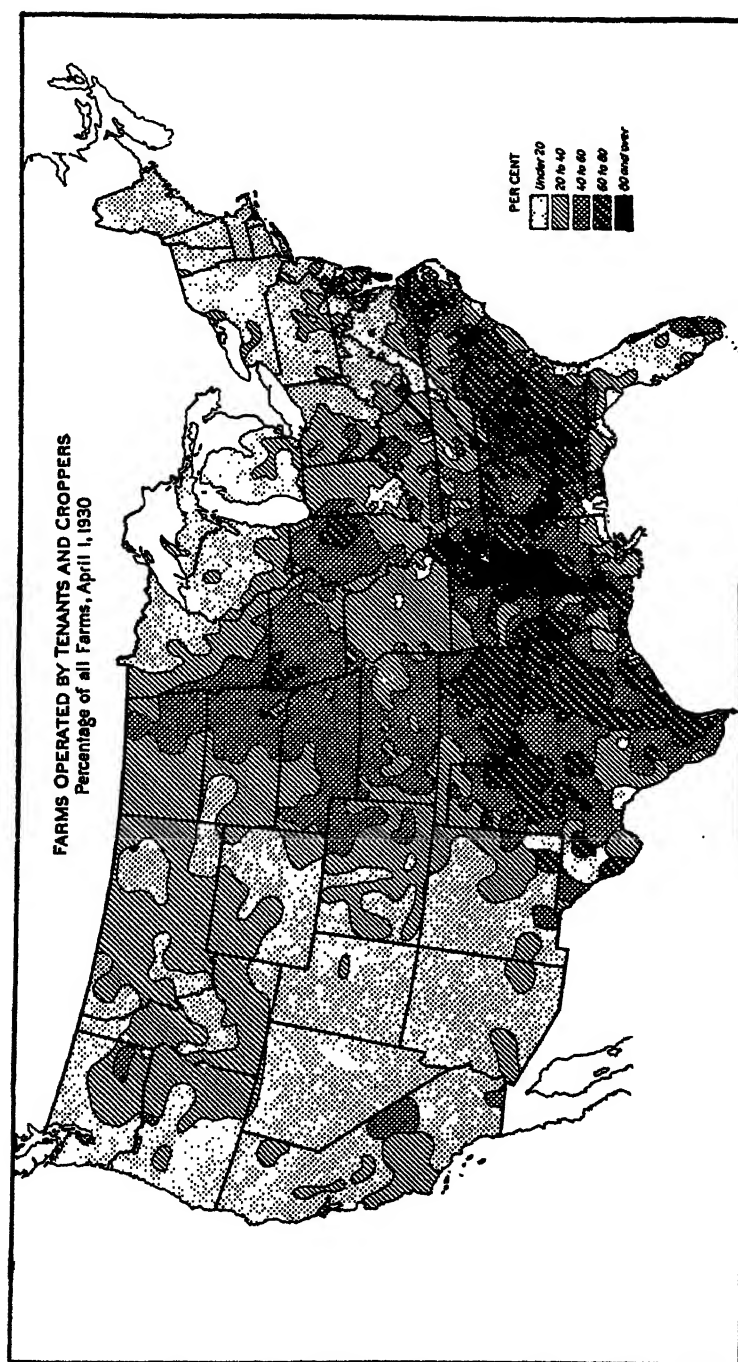 FARMS OPERATED BY TENANTS AND CROPPERS
Percentage of all Farms, April 1, 1930
PER CENT
Under 20
20 to 40
40 to 60
60 to 80
80 and over